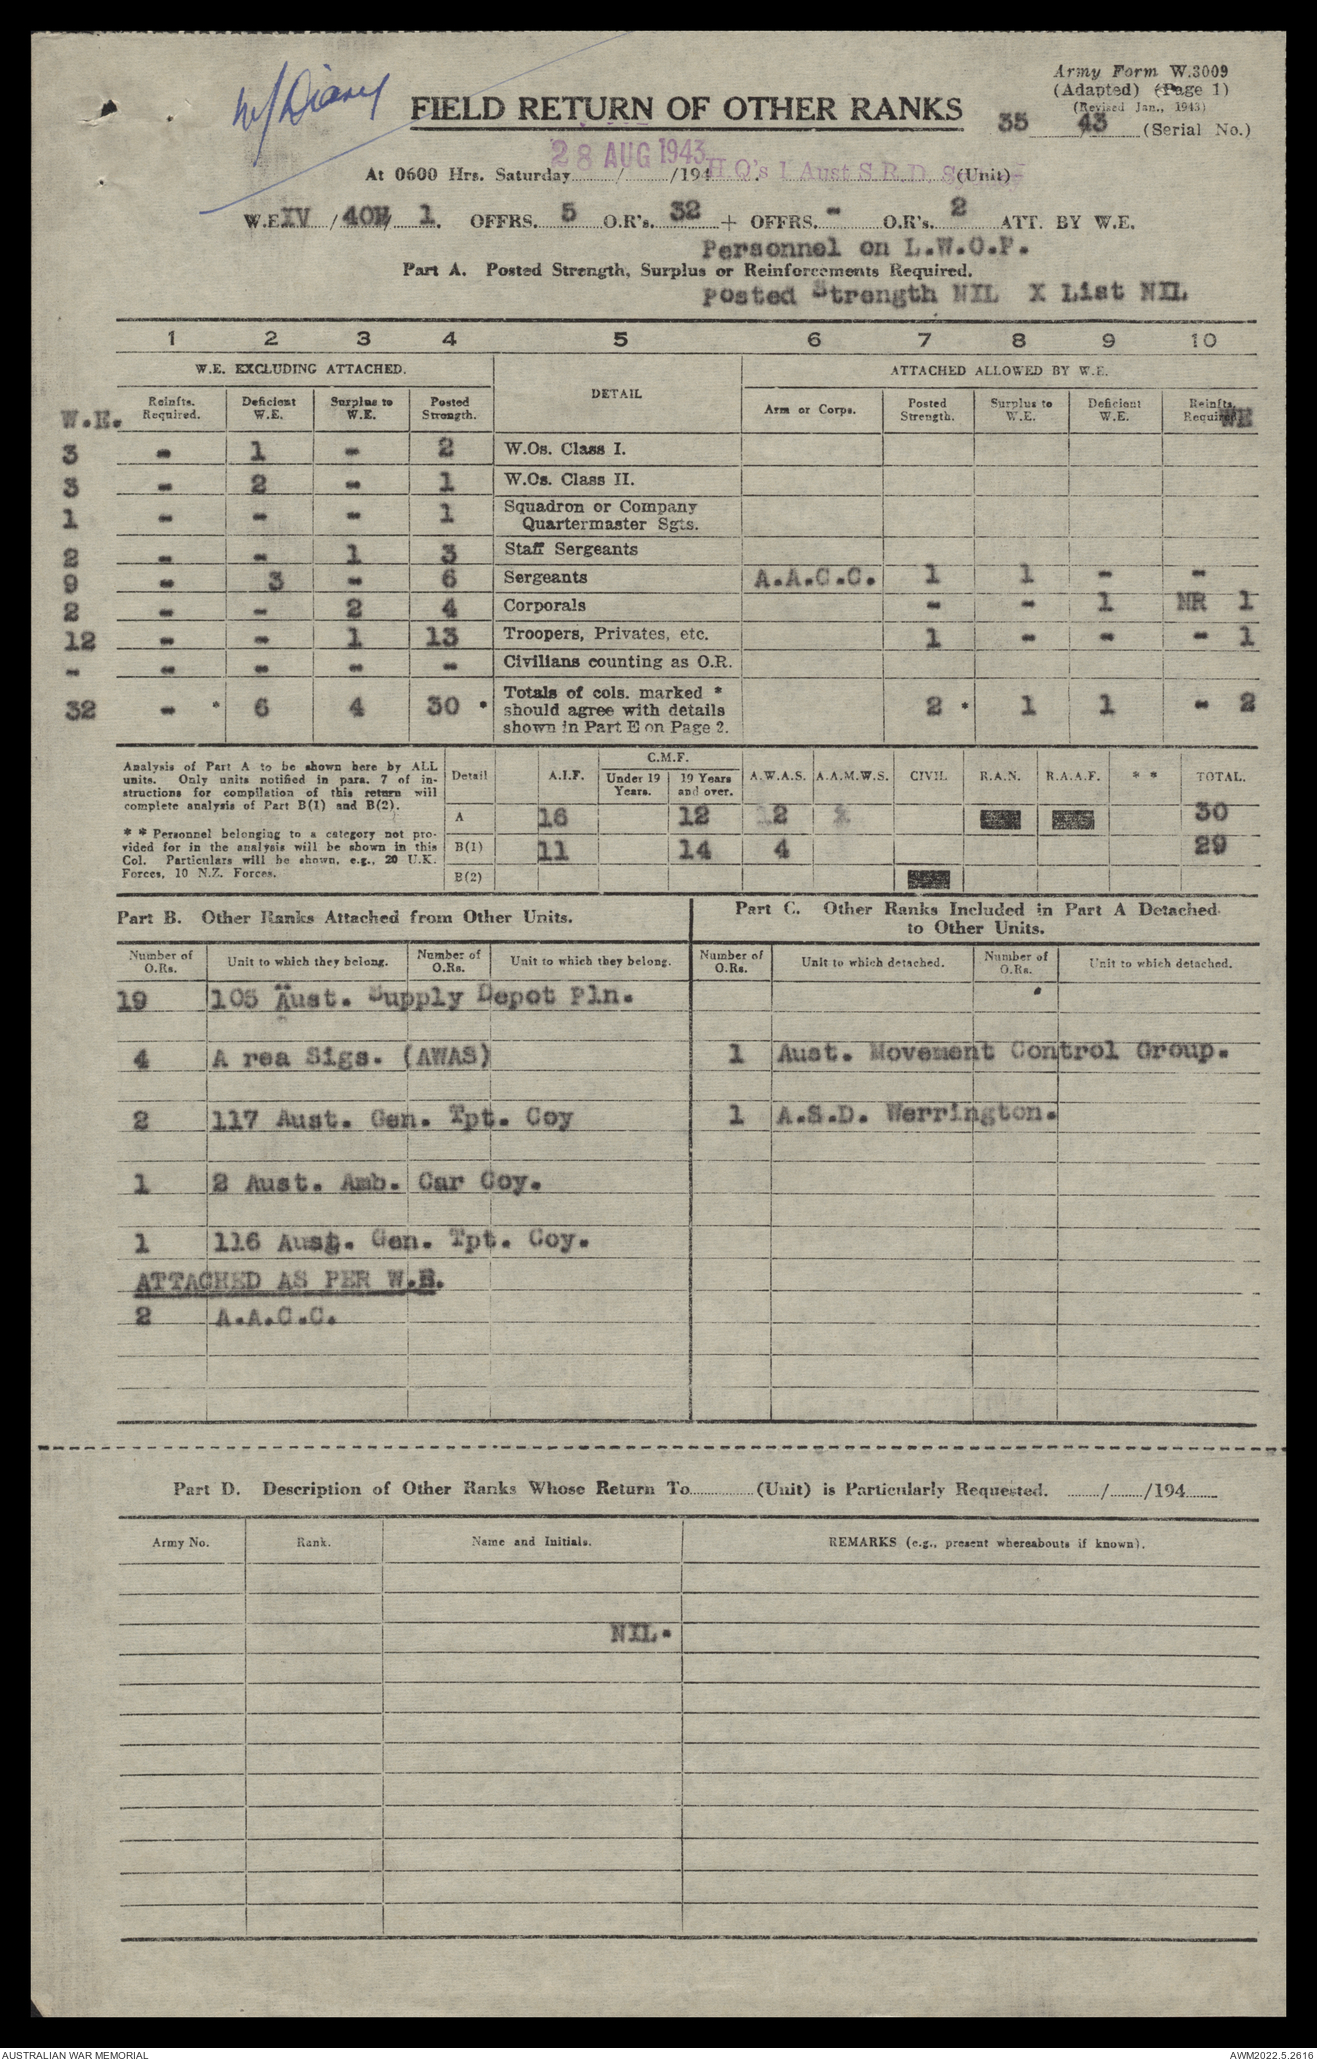 W/Diary
Army Form W.3009
(Adapted) (Page 1)
(Revised Jan., 1943)
FIELD RETURN OF OTHER RANKS
35 43 (Serial No.)
28 AUG 1943
At 0600 Hrs. Saturday / /194 H.Q's 1 Aust S.R.D. (Unit)
W.E. XIV / 40B/ 1. OFFRS. 5 O.R's. 32 + OFFRS. - O.R's. 2 ATT. BY W.E.
Personnel on L.W.O.P.
Part A. Posted Strength, Surplus or Reinforcements Required.
Posted Strength NIL X List NIL
1 2 3 4 5 6 7 8 9 10
W.E. EXCLUDING ATTACHED. DETAIL ATTACHED ALLOWED BY W.E.
W.E. Reinfts. Required. Deficient W.E. Surplus to W.E. Posted Strength. Arm or Corps. Posted Strength. Surplus to W.E. Deficient W.E. Reinfts. Required. WE
3 - 1 - 2 W.Os. Class I.
3 - 2 - 1 W.Os. Class II.
1 - - - 1 Squadron or Company Quartermaster Sgts.
2 - - 1 3 Staff Sergeants
9 - 3 - 6 Sergeants A.A.C.C. 1 1 - -
2 - - 2 4 Corporals - - 1 NR 1
12 - - 1 13 Troopers, Privates, etc. 1 - - - 1
- - - - - Civilians counting as O.R.
32 - * 6 4 30 * Totals of cols. marked * should agree with details shown in Part E on Page 2. 2 * 1 1 - 2
Analysis of Part A to be shown here by ALL
units. Only units notified in para. 7 of in-
structions for compilation of this return will
complete analysis of Part B(1) and B(2).
* * Personnel belonging to a category not pro-
vided for in the analysis will be shown in this
Col. Particulars will be shown, e.g., 20 U.K.
Forces, 10 N.Z. Forces.
C.M.F.
Detail A.I.F. Under 19 Years. 19 Years and over. A.W.A.S. A.A.M.W.S. CIVIL R.A.N. R.A.A.F. * * TOTAL.
A 16 12 2 30
B(1) 11 14 4 29
B(2)
Part B. Other Ranks Attached from Other Units.
Part C. Other Ranks Included in Part A Detached
to Other Units.
Number of O.Rs. Unit to which they belong. Number of O.Rs. Unit to which they belong. Number of O.Rs. Unit to which detached. Number of O.Rs. Unit to which detached.
19 105 Aust. Supply Depot Pln.
4 A rea Sigs. (AWAS) 1 Aust. Movement Control Group.
2 117 Aust. Gen. Tpt. Coy 1 A.S.D. Werrington.
1 2 Aust. Amb. Car Coy.
1 116 Aust. Gen. Tpt. Coy.
ATTACHED AS PER W.E.
2 A.A.C.C.
Part D. Description of Other Ranks Whose Return To (Unit) is Particularly Requested. / /194
Army No. Rank. Name and Initials. REMARKS (e.g., present whereabouts if known).
NIL.
AUSTRALIAN WAR MEMORIAL
AWM2022.5.2616